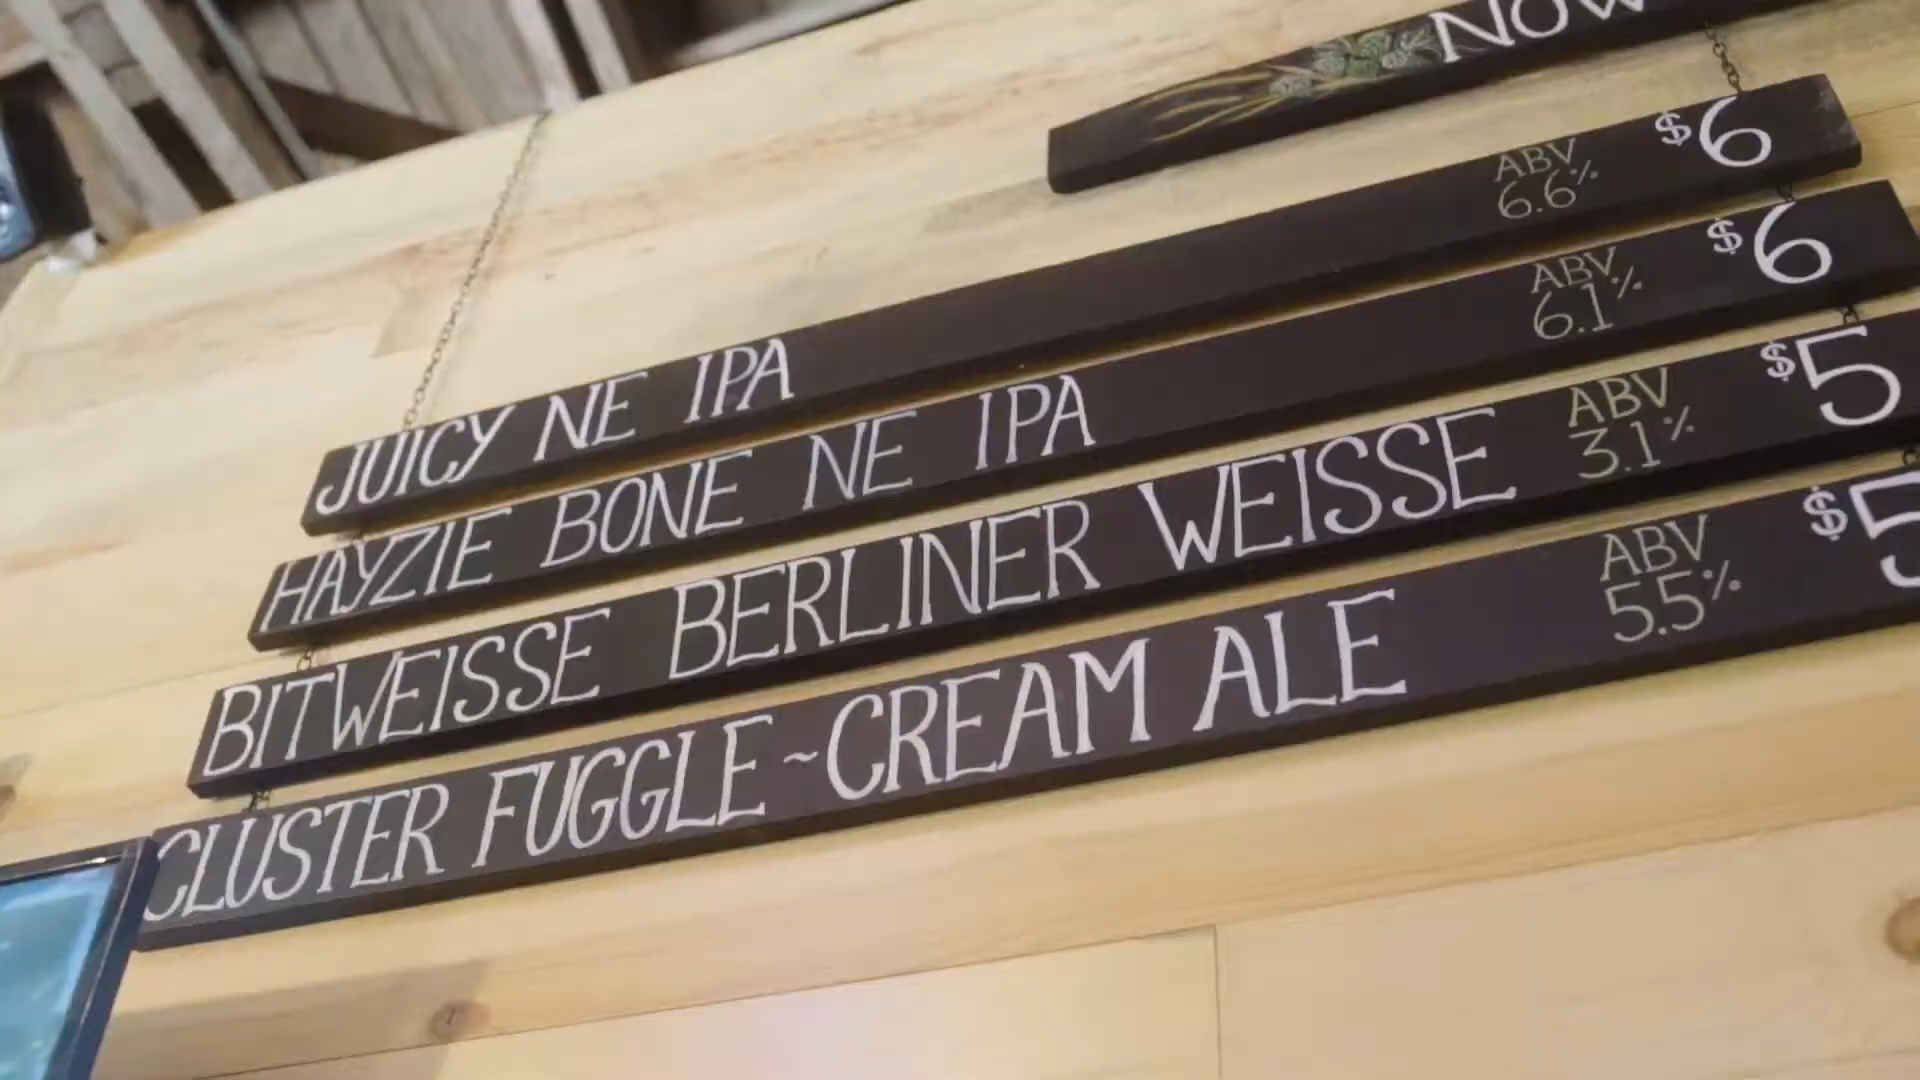 NOW
JUICY NE IPA ABV 6.6% $6
HAYZIE BONE NE IPA ABV 6.1% $6
BITWEISSE BERLINER WEISSE ABV 3.1% $5
CLUSTER FUGGLE~CREAM ALE ABV 5.5% $5